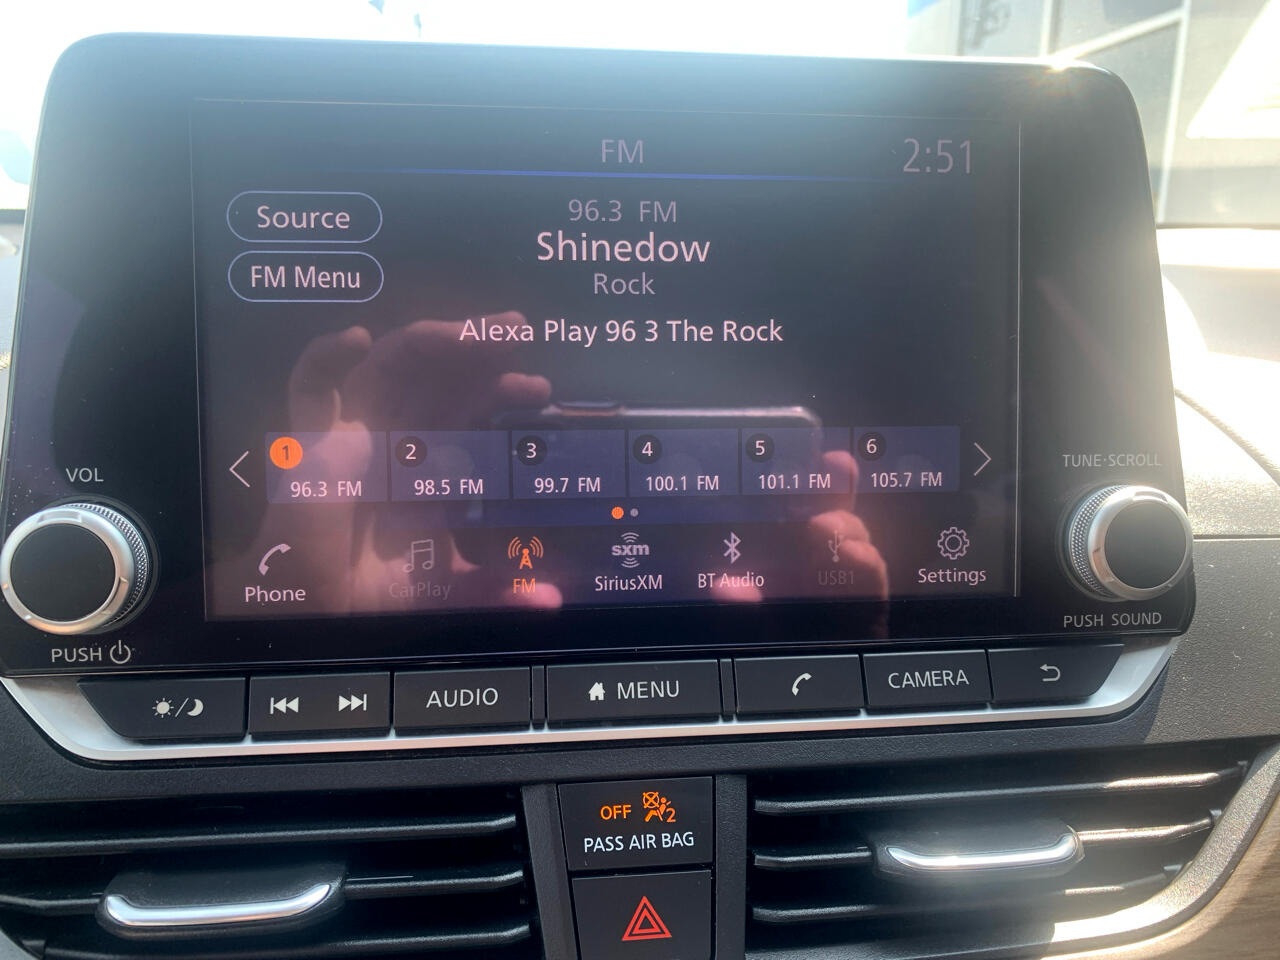 FM
2:51
Source
FM Menu
96.3 FM
Shinedow
Rock
Alexa Play 96 3 The Rock
1
96.3 FM
2
98.5 FM
3
99.7 FM
4
100.1 FM
5
101.1 FM
6
105.7 FM
VOL
TUNE·SCROLL
Phone
CarPlay
FM
sxm
SiriusXM
BT Audio
USB1
Settings
PUSH
PUSH SOUND
AUDIO
MENU
CAMERA
OFF
2
PASS AIR BAG